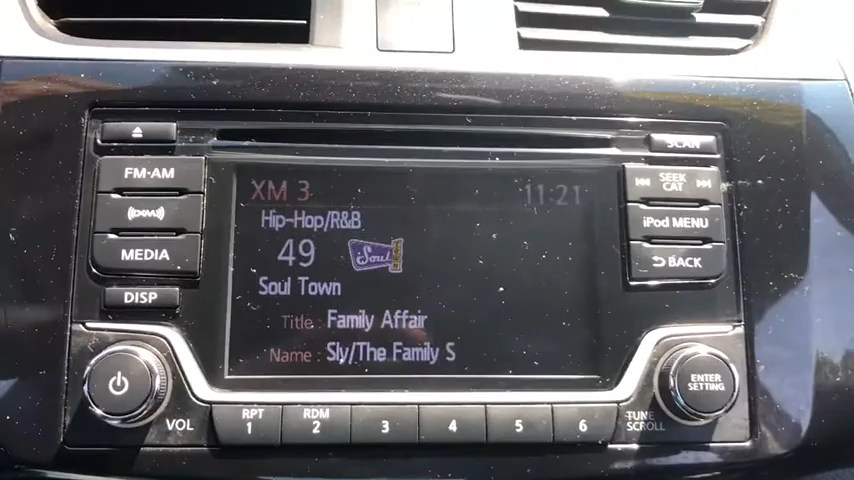 SCAN
FM·AM
SEEK
CAT
(((XM)))
iPod MENU
MEDIA
BACK
DISP
XM 3 11:21
Hip-Hop/R&B
49 Soul
Soul Town
Title : Family Affair
Name : Sly/The Family S
ENTER
SETTING
VOL
RPT RDM
1 2 3 4 5 6
TUNE
SCROLL